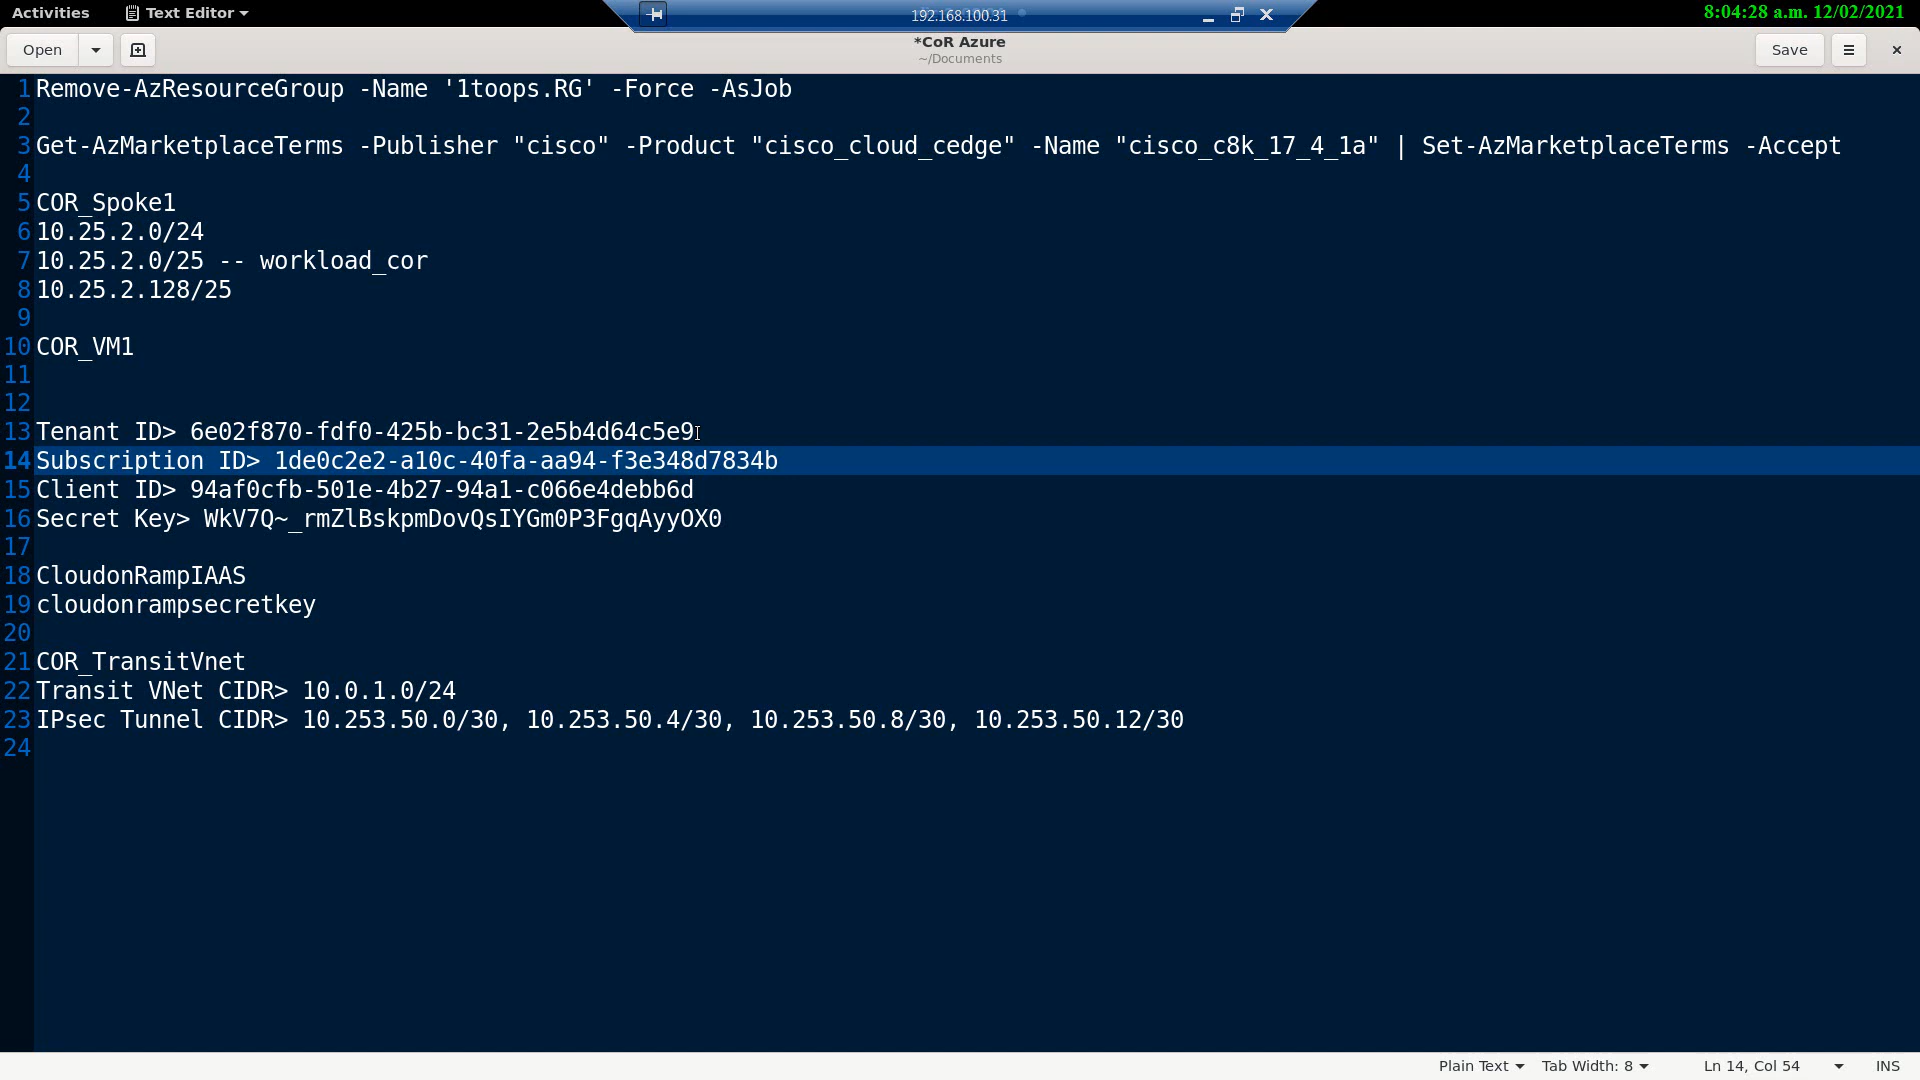 Activities
Text Editor
192.168.100.31
8:04:28 a.m. 12/02/2021
Open
*CoR Azure
~/Documents
Save
1 Remove-AzResourceGroup -Name '1toops.RG' -Force -AsJob
2
3 Get-AzMarketplaceTerms -Publisher "cisco" -Product "cisco_cloud_cedge" -Name "cisco_c8k_17_4_1a" | Set-AzMarketplaceTerms -Accept
4
5 COR_Spoke1
6 10.25.2.0/24
7 10.25.2.0/25 -- workload_cor
8 10.25.2.128/25
9
10 COR_VM1
11
12
13 Tenant ID> 6e02f870-fdf0-425b-bc31-2e5b4d64c5e9
14 Subscription ID> 1de0c2e2-a10c-40fa-aa94-f3e348d7834b
15 Client ID> 94af0cfb-501e-4b27-94a1-c066e4debb6d
16 Secret Key> WkV7Q~_rmZlBskpmDovQsIYGm0P3FgqAyyOX0
17
18 CloudonRampIAAS
19 cloudonrampsecretkey
20
21 COR_TransitVnet
22 Transit VNet CIDR> 10.0.1.0/24
23 IPsec Tunnel CIDR> 10.253.50.0/30, 10.253.50.4/30, 10.253.50.8/30, 10.253.50.12/30
24
Plain Text
Tab Width: 8
Ln 14, Col 54
INS